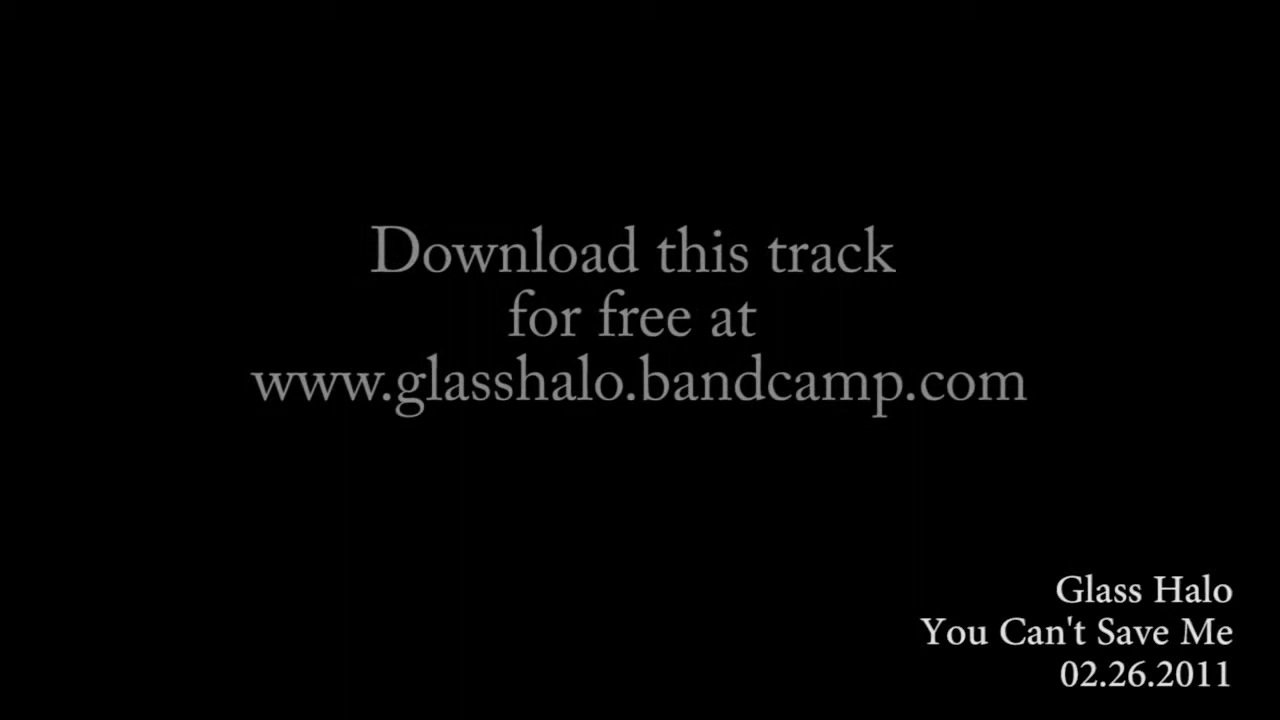 Download this track
for free at
www.glasshalo.bandcamp.com
Glass Halo
You Can't Save Me
02.26.2011